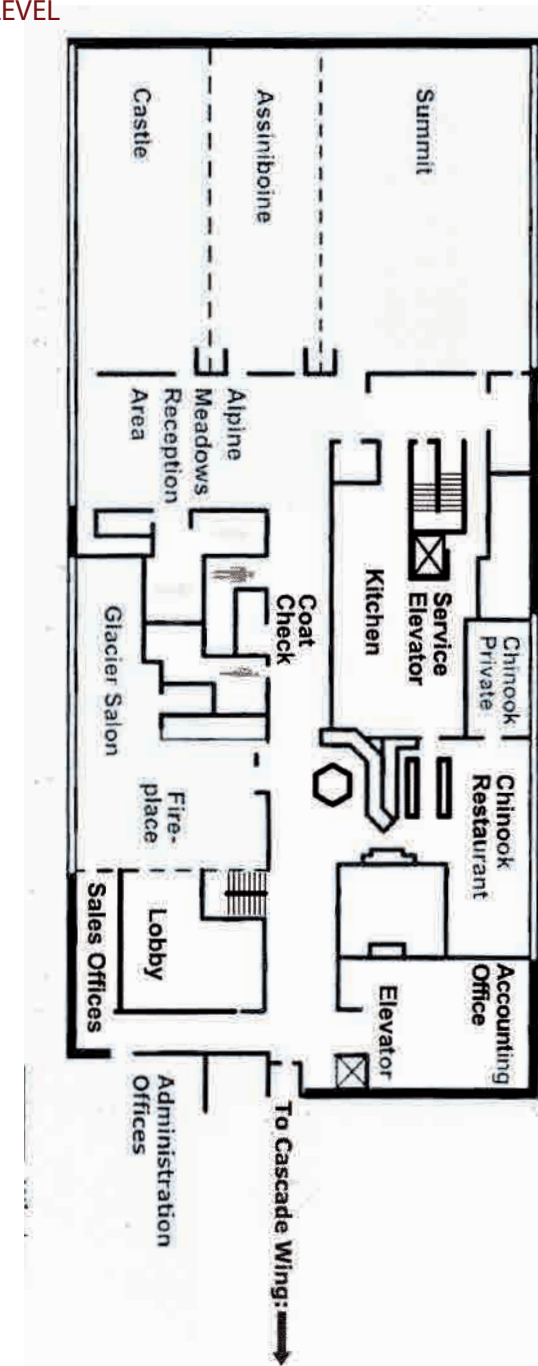 LEVEL
Castle
Assiniboine
Summit
Alpine
Meadows
Reception
Area
Coat
Check
Kitchen
Service
Elevator
Chinook
Private
Glacier Salon
Fire-
place
Chinook
Restaurant
Sales Offices
Lobby
Elevator
Accounting
Office
Administration
Offices
To Cascade Wing: